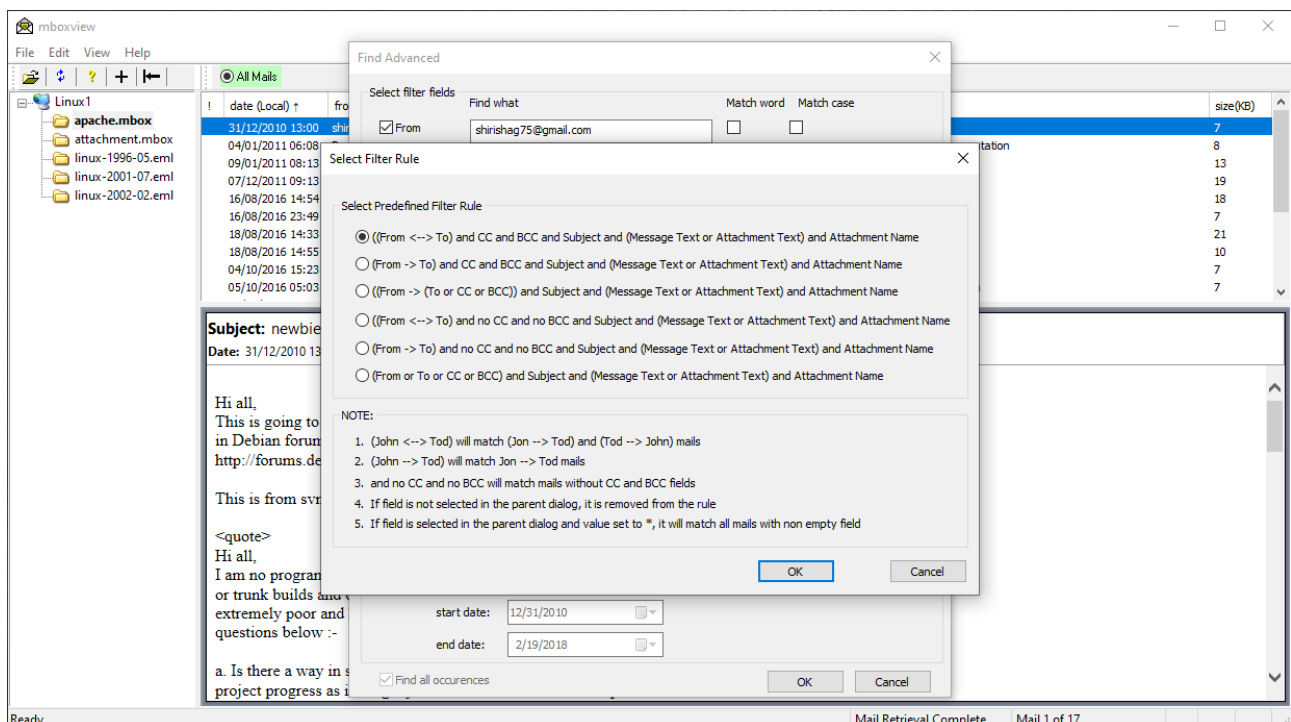 mboxview
File Edit View Help
All Mails
Linux1
apache.mbox
attachment.mbox
linux-1996-05.eml
linux-2001-07.eml
linux-2002-02.eml
! date (Local) ↑ fro size(KB)
31/12/2010 13:00 shir 7
04/01/2011 06:08 tation 8
09/01/2011 08:13 13
07/12/2011 09:13 19
16/08/2016 14:54 18
16/08/2016 23:49 7
18/08/2016 14:33 21
18/08/2016 14:55 10
04/10/2016 15:23 7
05/10/2016 05:03 7
Find Advanced
Select filter fields
Find what Match word Match case
From shirishag75@gmail.com
Select Filter Rule
Select Predefined Filter Rule
((From <--> To) and CC and BCC and Subject and (Message Text or Attachment Text) and Attachment Name
(From -> To) and CC and BCC and Subject and (Message Text or Attachment Text) and Attachment Name
((From -> (To or CC or BCC)) and Subject and (Message Text or Attachment Text) and Attachment Name
((From <--> To) and no CC and no BCC and Subject and (Message Text or Attachment Text) and Attachment Name
(From -> To) and no CC and no BCC and Subject and (Message Text or Attachment Text) and Attachment Name
(From or To or CC or BCC) and Subject and (Message Text or Attachment Text) and Attachment Name
NOTE:
1. (John <--> Tod) will match (Jon --> Tod) and (Tod --> John) mails
2. (John --> Tod) will match Jon --> Tod mails
3. and no CC and no BCC will match mails without CC and BCC fields
4. If field is not selected in the parent dialog, it is removed from the rule
5. If field is selected in the parent dialog and value set to *, it will match all mails with non empty field
OK Cancel
start date: 12/31/2010
end date: 2/19/2018
Find all occurences
OK Cancel
Subject: newbie
Date: 31/12/2010 13
Hi all,
This is going to
in Debian forum
http://forums.de
This is from svn
<quote>
Hi all,
I am no program
or trunk builds and
extremely poor and
questions below :-
a. Is there a way in s
project progress as i
Ready Mail Retrieval Complete Mail 1 of 17